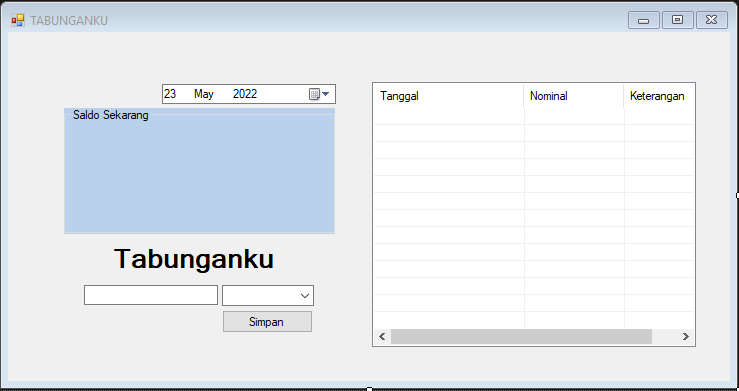 TABUNGANKU
23 May 2022
Saldo Sekarang
Tabunganku
Simpan
Tanggal Nominal Keterangan